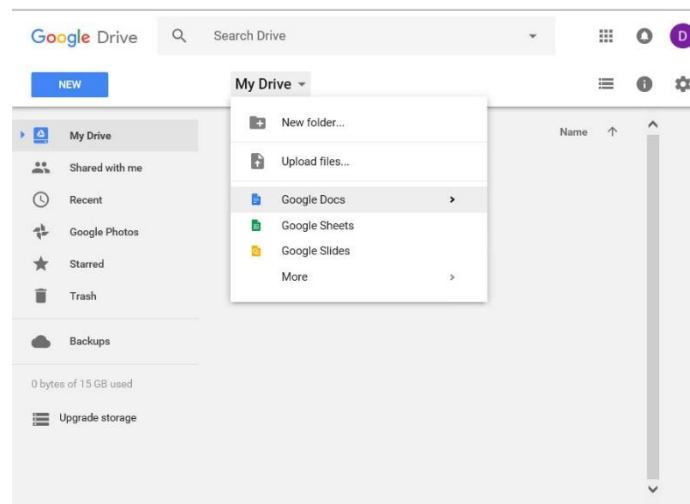 Google Drive
Search Drive
D
NEW
My Drive
My Drive
Shared with me
Recent
Google Photos
Starred
Trash
Backups
0 bytes of 15 GB used
Upgrade storage
New folder...
Upload files...
Google Docs
Google Sheets
Google Slides
More
Name